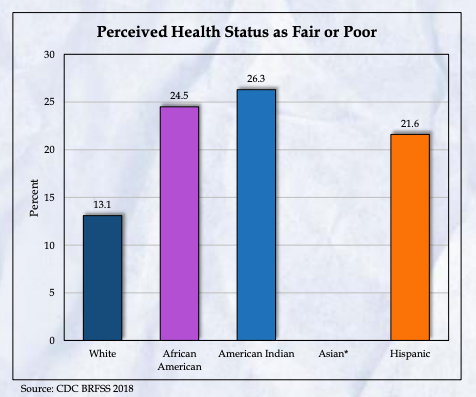 Perceived Health Status as Fair or Poor
30
25
20
15
10
5
0
Percent
13.1
24.5
26.3
21.6
White
African
American
American Indian
Asian*
Hispanic
Source: CDC BRFSS 2018